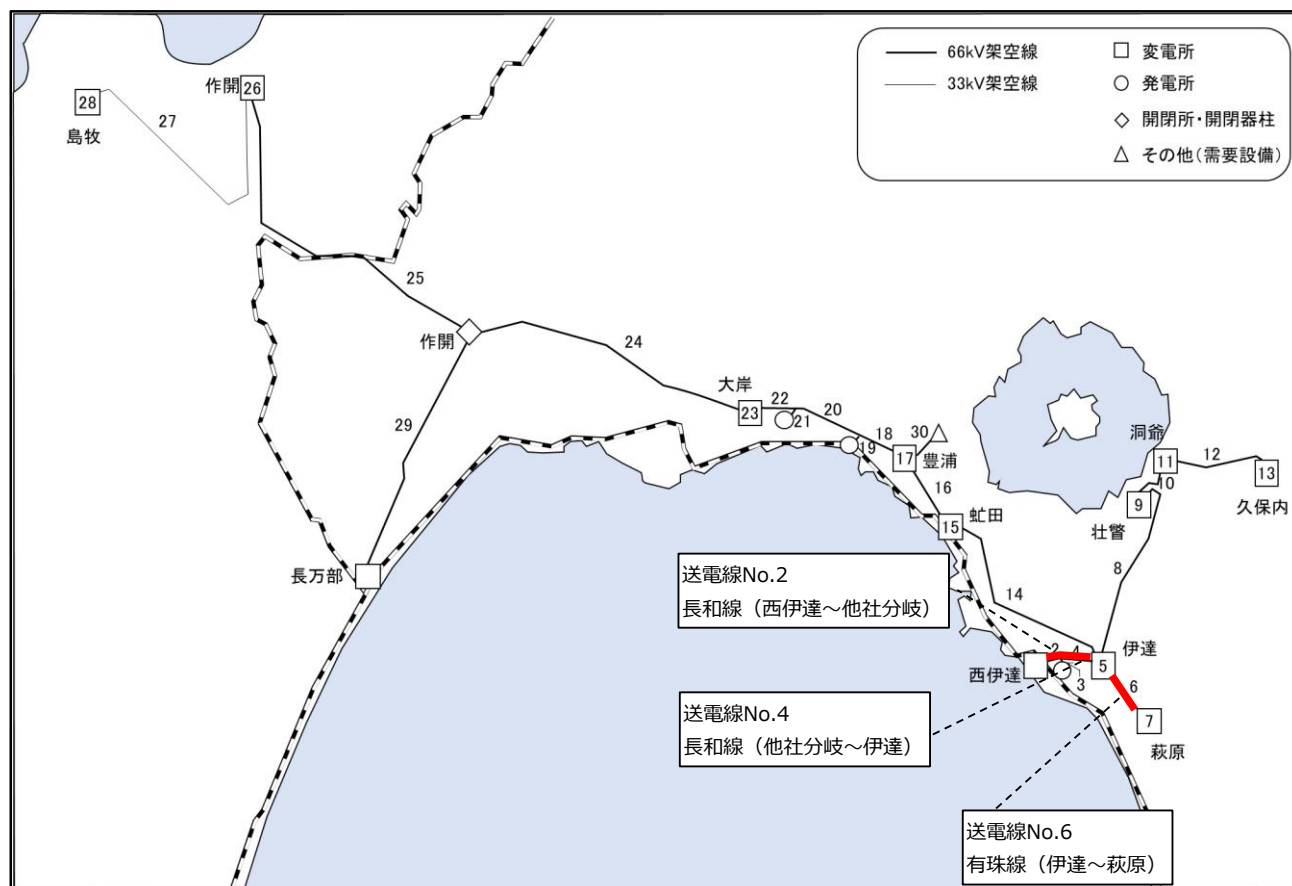 66kV架空線
33kV架空線
変電所
発電所
開閉所・開閉器柱
その他(需要設備)
作開
26
28
島牧
27
25
作開
24
29
長万部
大岸
23
22
21
20
19
18
30
17
豊浦
16
15
虻田
14
洞爺
11
12
13
久保内
10
9
壮瞥
8
送電線No.2
長和線（西伊達～他社分岐）
西伊達
2
4
3
5
伊達
6
7
萩原
送電線No.4
長和線（他社分岐～伊達）
送電線No.6
有珠線（伊達～萩原）